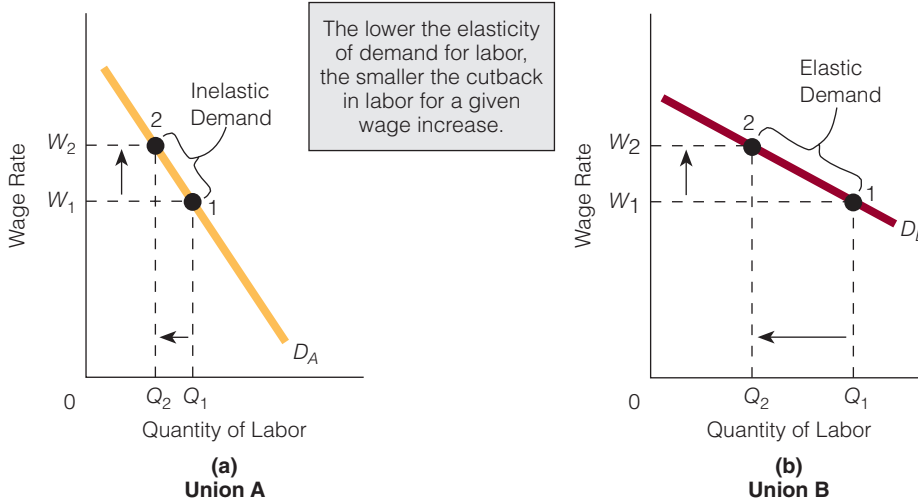 The lower the elasticity
of demand for labor,
the smaller the cutback
in labor for a given
wage increase.
Wage Rate
W2
W1
0
2
1
Inelastic
Demand
DA
Q2 Q1
Quantity of Labor
(a)
Union A
Wage Rate
W2
W1
0
2
1
Elastic
Demand
Q2 Q1
Quantity of Labor
(b)
Union B